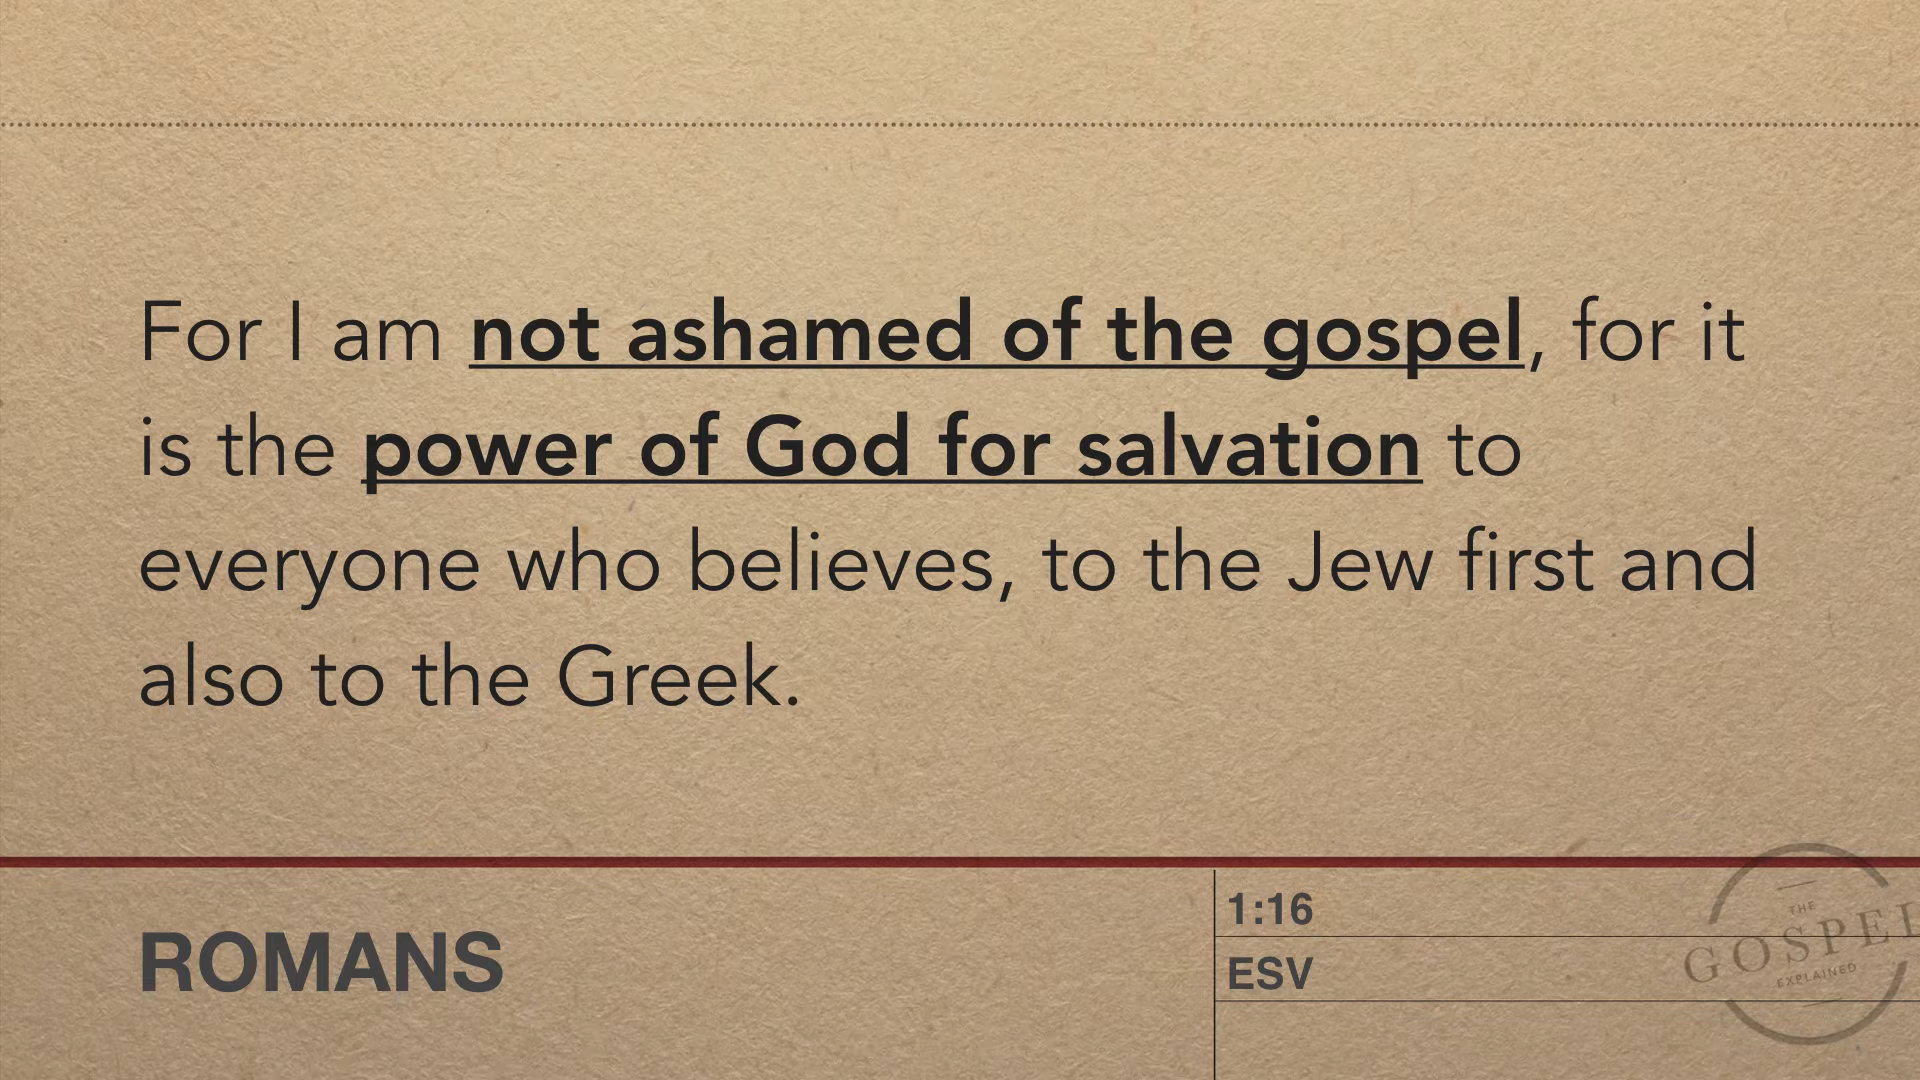 For I am not ashamed of the gospel, for it
is the power of God for salvation to
everyone who believes, to the Jew first and
also to the Greek.
ROMANS
1:16
ESV
THE
GOSPEL
EXPLAINED